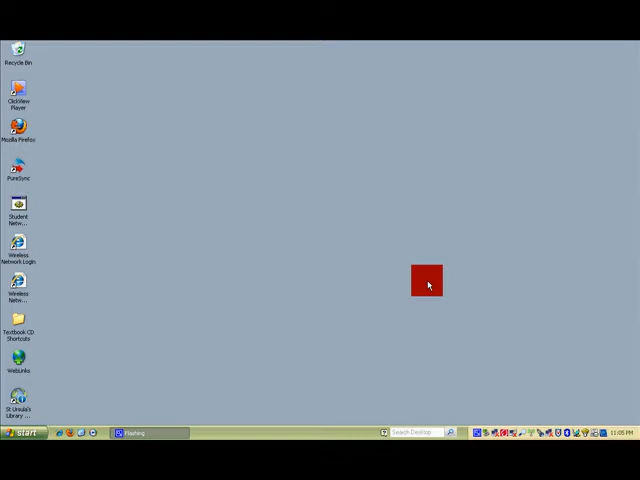 Recycle Bin
ClickView
Player
Mozilla Firefox
PureSync
Student
Netw...
Wireless
Network Login
Wireless
Netw...
Textbook CD
Shortcuts
WebLinks
St Ursula's
Library ...
start
Flashing
Search Desktop
11:05 PM